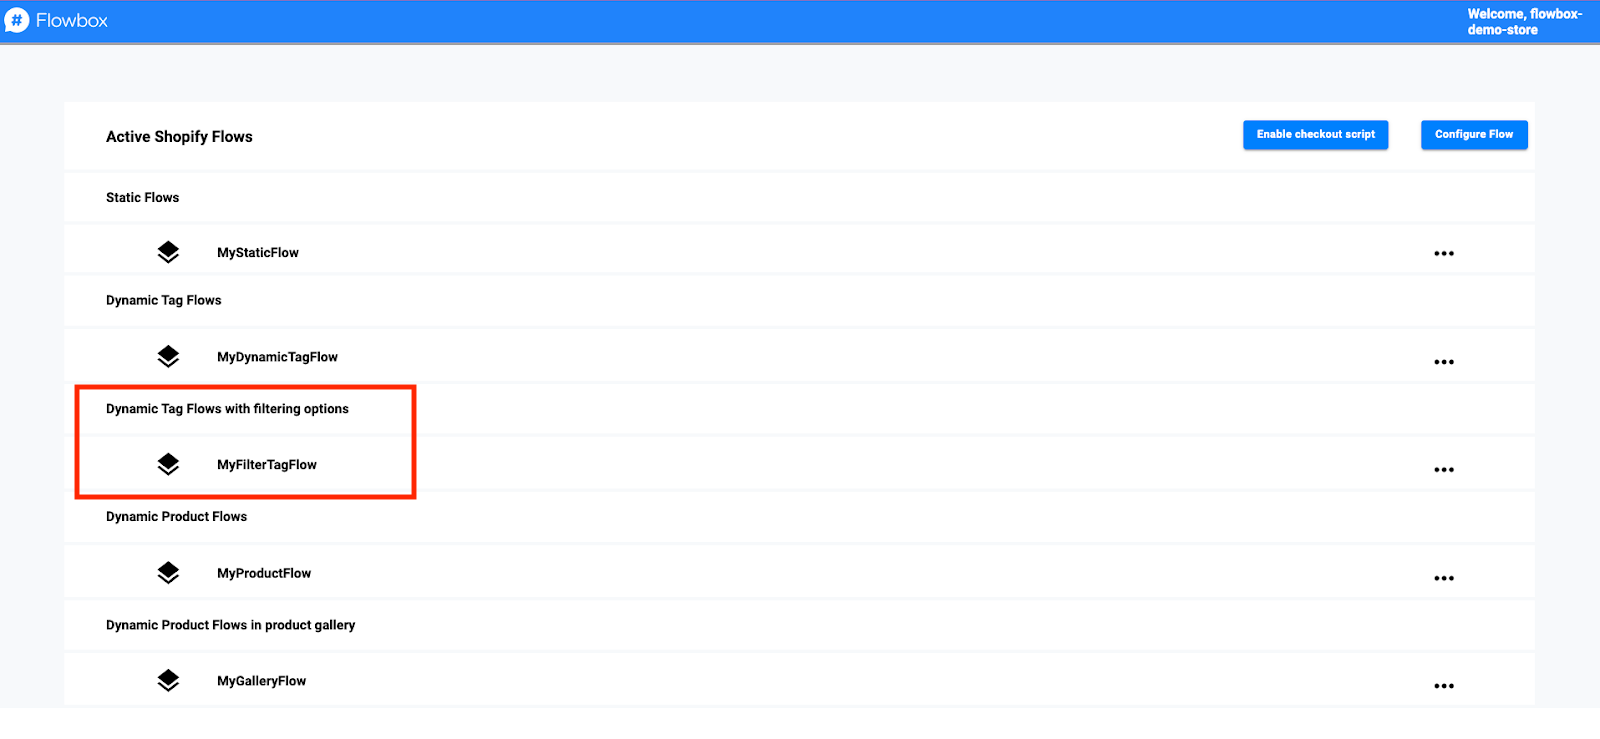 # Flowbox
Welcome, flowbox-
demo-store
Active Shopify Flows
Enable checkout script
Configure Flow
Static Flows
MyStaticFlow
Dynamic Tag Flows
MyDynamicTagFlow
Dynamic Tag Flows with filtering options
MyFilterTagFlow
Dynamic Product Flows
MyProductFlow
Dynamic Product Flows in product gallery
MyGalleryFlow